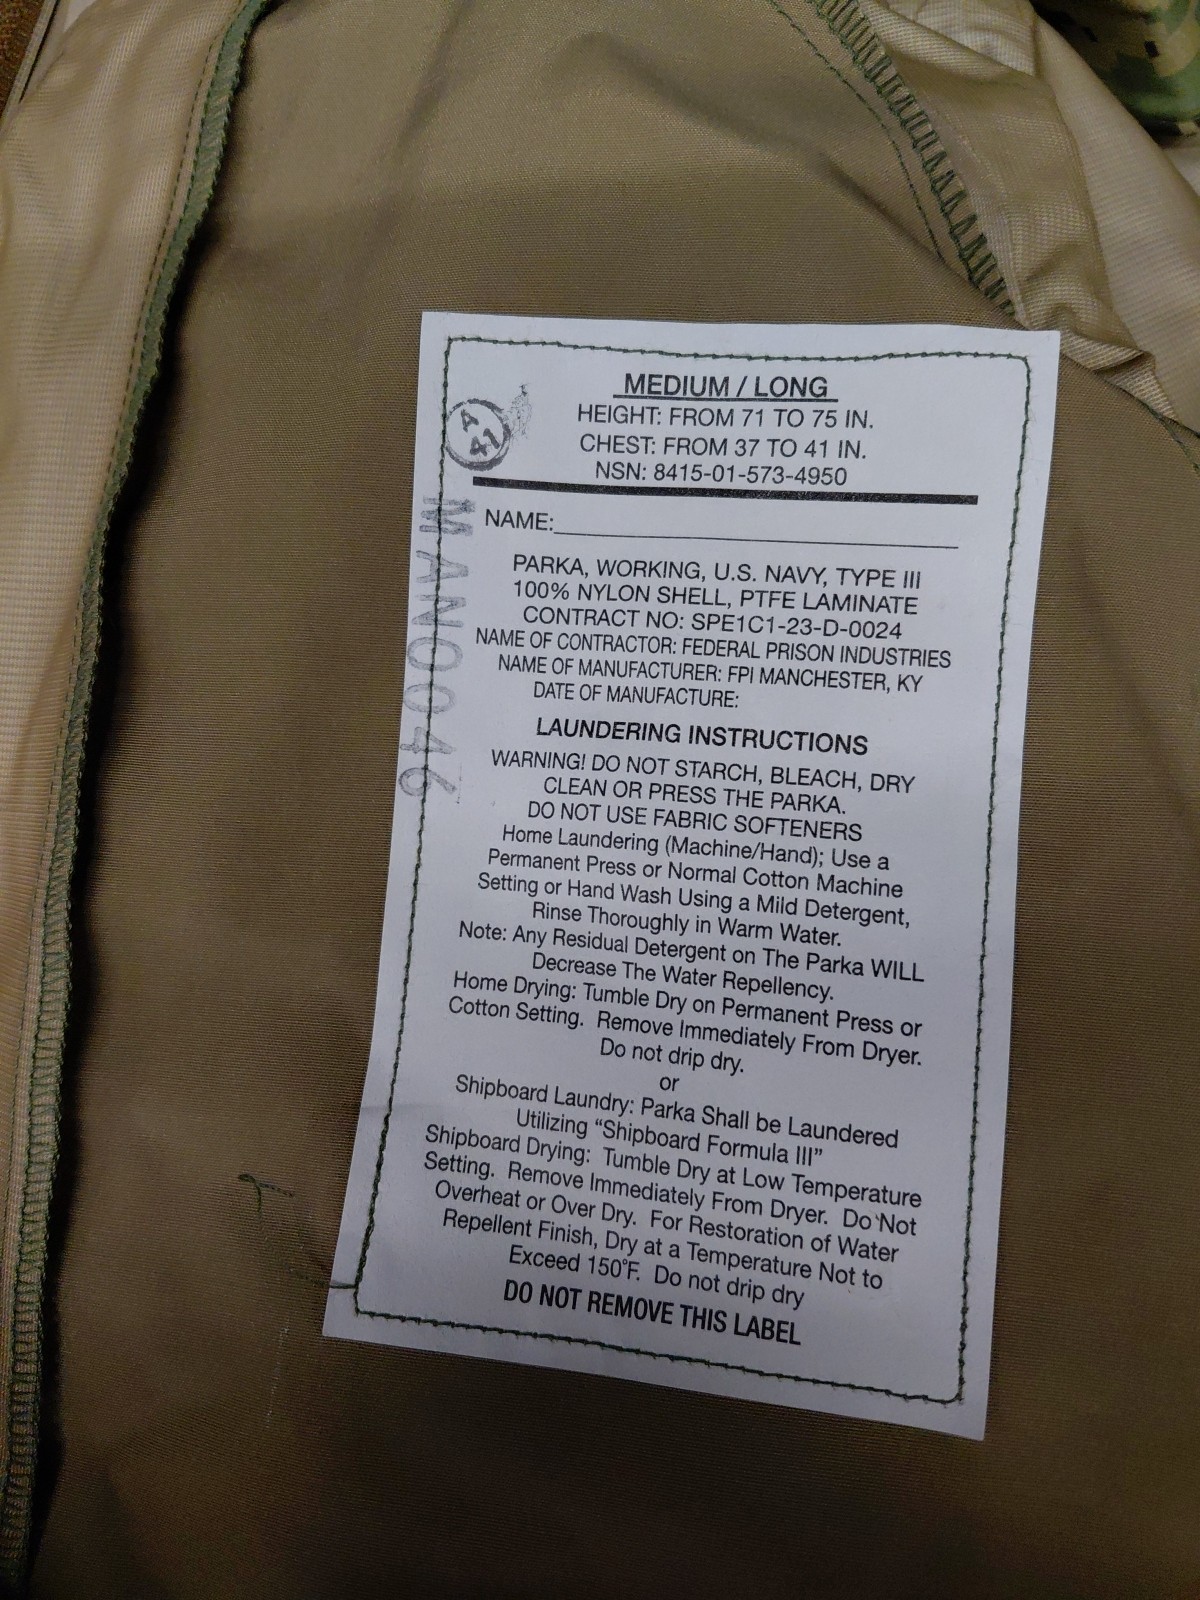 MEDIUM / LONG
HEIGHT: FROM 71 TO 75 IN.
CHEST: FROM 37 TO 41 IN.
NSN: 8415-01-573-4950
A
41
MAN0046
NAME:
PARKA, WORKING, U.S. NAVY, TYPE III
100% NYLON SHELL, PTFE LAMINATE
CONTRACT NO: SPE1C1-23-D-0024
NAME OF CONTRACTOR: FEDERAL PRISON INDUSTRIES
NAME OF MANUFACTURER: FPI MANCHESTER, KY
DATE OF MANUFACTURE:
LAUNDERING INSTRUCTIONS
WARNING! DO NOT STARCH, BLEACH, DRY
CLEAN OR PRESS THE PARKA.
DO NOT USE FABRIC SOFTENERS
Home Laundering (Machine/Hand); Use a
Permanent Press or Normal Cotton Machine
Setting or Hand Wash Using a Mild Detergent,
Rinse Thoroughly in Warm Water.
Note: Any Residual Detergent on The Parka WILL
Decrease The Water Repellency.
Home Drying: Tumble Dry on Permanent Press or
Cotton Setting. Remove Immediately From Dryer.
Do not drip dry.
or
Shipboard Laundry: Parka Shall be Laundered
Utilizing “Shipboard Formula III”
Shipboard Drying: Tumble Dry at Low Temperature
Setting. Remove Immediately From Dryer. Do Not
Overheat or Over Dry. For Restoration of Water
Repellent Finish, Dry at a Temperature Not to
Exceed 150°F. Do not drip dry
DO NOT REMOVE THIS LABEL